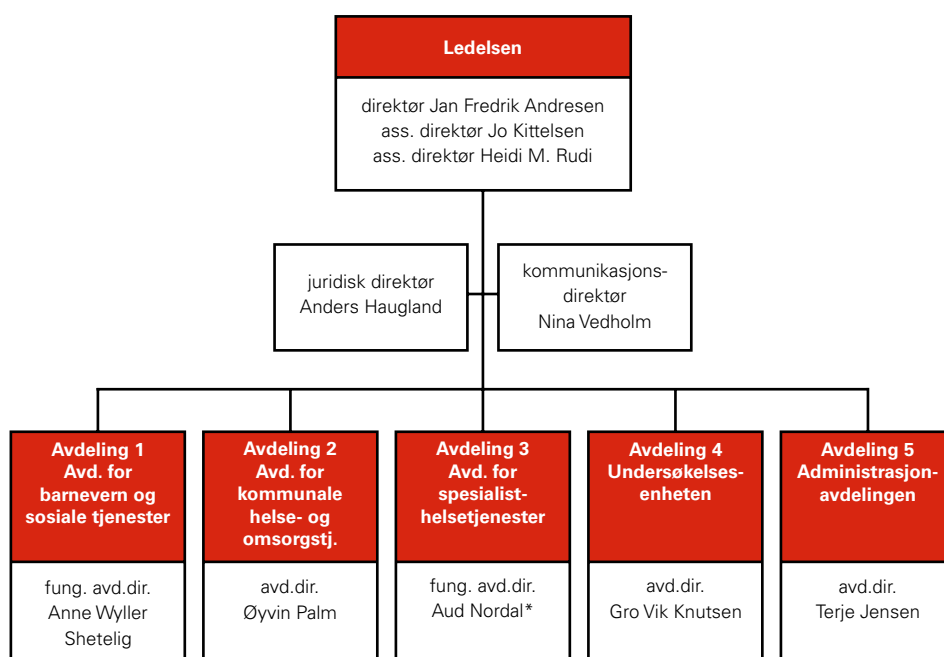 Ledelsen
direktør Jan Fredrik Andresen
ass. direktør Jo Kittelsen
ass. direktør Heidi M. Rudi
juridisk direktør
Anders Haugland
kommunikasjons-
direktør
Nina Vedholm
Avdeling 1
Avd. for
barnevern og
sosiale tjenester
fung. avd.dir.
Anne Wyller
Shetelig
Avdeling 2
Avd. for
kommunale
helse- og
omsorgstj.
avd.dir.
Øyvin Palm
Avdeling 3
Avd. for
spesialist-
helsetjenester
fung. avd.dir.
Aud Nordal*
Avdeling 4
Undersøkelses-
enheten
avd.dir.
Gro Vik Knutsen
Avdeling 5
Administrasjon-
avdelingen
avd.dir.
Terje Jensen